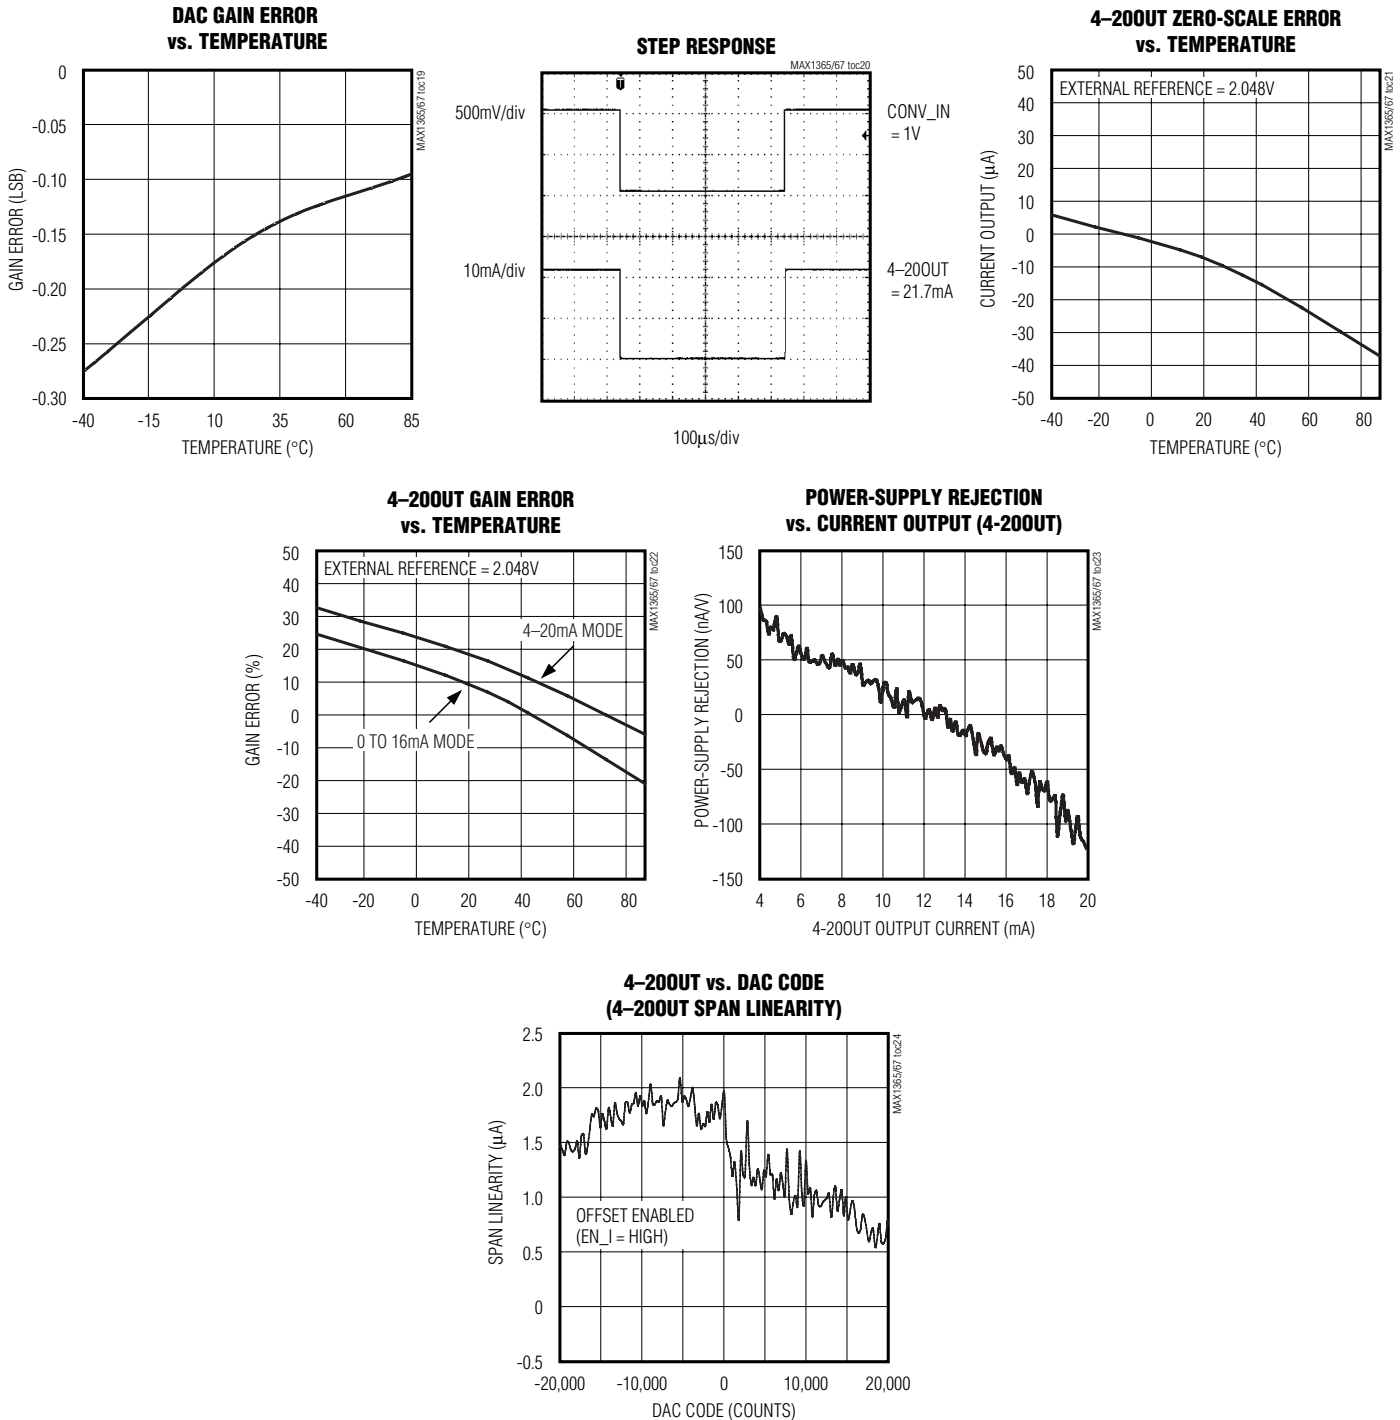 DAC GAIN ERROR
vs. TEMPERATURE
0
-0.05
-0.10
-0.15
-0.20
-0.25
-0.30
GAIN ERROR (LSB)
-40 -15 10 35 60 85
TEMPERATURE (°C)
MAX1365/67 toc19
STEP RESPONSE
MAX1365/67 toc20
500mV/div
CONV_IN
= 1V
10mA/div
4–20OUT
= 21.7mA
100µs/div
4–20OUT ZERO-SCALE ERROR
vs. TEMPERATURE
EXTERNAL REFERENCE = 2.048V
50
40
30
20
10
0
-10
-20
-30
-40
-50
CURRENT OUTPUT (µA)
-40 -20 0 20 40 60 80
TEMPERATURE (°C)
MAX1365/67 toc21
4–20OUT GAIN ERROR
vs. TEMPERATURE
EXTERNAL REFERENCE = 2.048V
4–20mA MODE
0 TO 16mA MODE
50
40
30
20
10
0
-10
-20
-30
-40
-50
GAIN ERROR (%)
-40 -20 0 20 40 60 80
TEMPERATURE (°C)
MAX1365/67 toc22
POWER-SUPPLY REJECTION
vs. CURRENT OUTPUT (4-20OUT)
150
100
50
0
-50
-100
-150
POWER-SUPPLY REJECTION (nA/V)
4 6 8 10 12 14 16 18 20
4-20OUT OUTPUT CURRENT (mA)
MAX1365/67 toc23
4–20OUT vs. DAC CODE
(4–20OUT SPAN LINEARITY)
2.5
2.0
1.5
1.0
0.5
0
-0.5
SPAN LINEARITY (µA)
OFFSET ENABLED
(EN_I = HIGH)
-20,000 -10,000 0 10,000 20,000
DAC CODE (COUNTS)
MAX1365/67 toc24